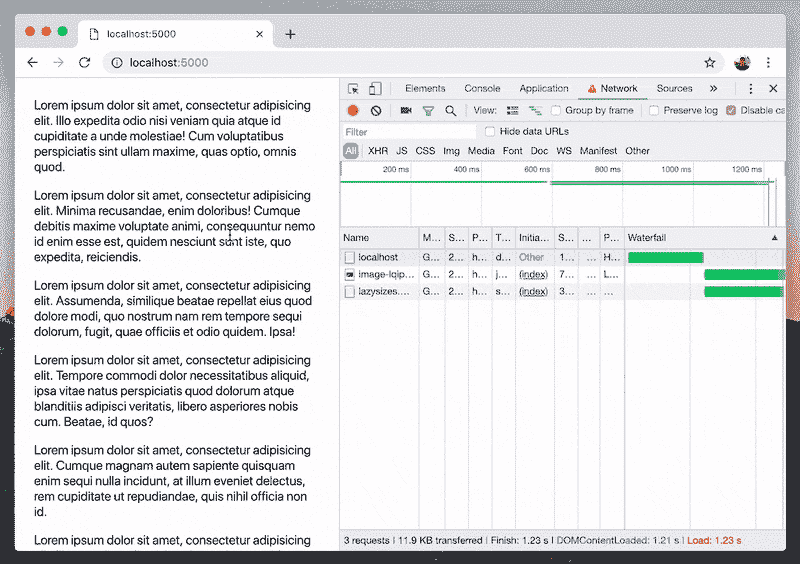 localhost:5000
localhost:5000
Elements Console Application Network Sources
View: Group by frame Preserve log Disable ca
Filter Hide data URLs
All XHR JS CSS Img Media Font Doc WS Manifest Other
200 ms 400 ms 600 ms 800 ms 1000 ms 1200 ms
Name M... S... P... T... Initia... S... ... P... Waterfall
localhost G... 2... h... d... Other 1... ... H...
image-lqip.... G... 2... h... j... (index) 7... ... L...
lazysizes.... G... 2... h... s... (index) 3... ... ...
3 requests | 11.9 KB transferred | Finish: 1.23 s | DOMContentLoaded: 1.21 s | Load: 1.23 s
Lorem ipsum dolor sit amet, consectetur adipisicing
elit. Illo expedita odio nisi veniam quia atque id
cupiditate a unde molestiae! Cum voluptatibus
perspiciatis sint ullam maxime, quas optio, omnis
quod.
Lorem ipsum dolor sit amet, consectetur adipisicing
elit. Minima recusandae, enim doloribus! Cumque
debitis maxime voluptate animi, consequuntur nemo
id enim esse est, quidem nesciunt sunt iste, quo
expedita, reiciendis.
Lorem ipsum dolor sit amet, consectetur adipisicing
elit. Assumenda, similique beatae repellat eius quod
dolore modi, quo nostrum nam rem tempore sequi
dolorum, fugit, quae officiis et odio quidem. Ipsa!
Lorem ipsum dolor sit amet, consectetur adipisicing
elit. Tempore commodi dolor necessitatibus aliquid,
ipsa vitae natus perspiciatis quod dolorum atque
blanditiis adipisci veritatis, libero asperiores nobis
cum. Beatae, id quos?
Lorem ipsum dolor sit amet, consectetur adipisicing
elit. Cumque magnam autem sapiente quisquam
enim sequi nulla incidunt, at illum eveniet delectus,
rem cupiditate ut repudiandae, quis nihil officia non
id.
Lorem ipsum dolor sit amet, consectetur adipisicing